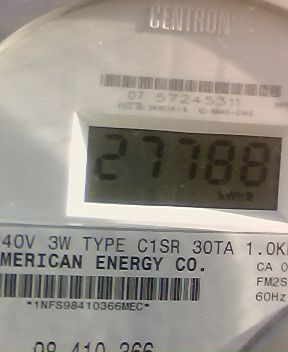 CENTRON
07 57245311
27788
kWh
40V 3W TYPE C1SR 30TA 1.0K
MERICAN ENERGY CO.
CA 0
FM2S
*1NFS98410366MEC*
60Hz
98 410 366